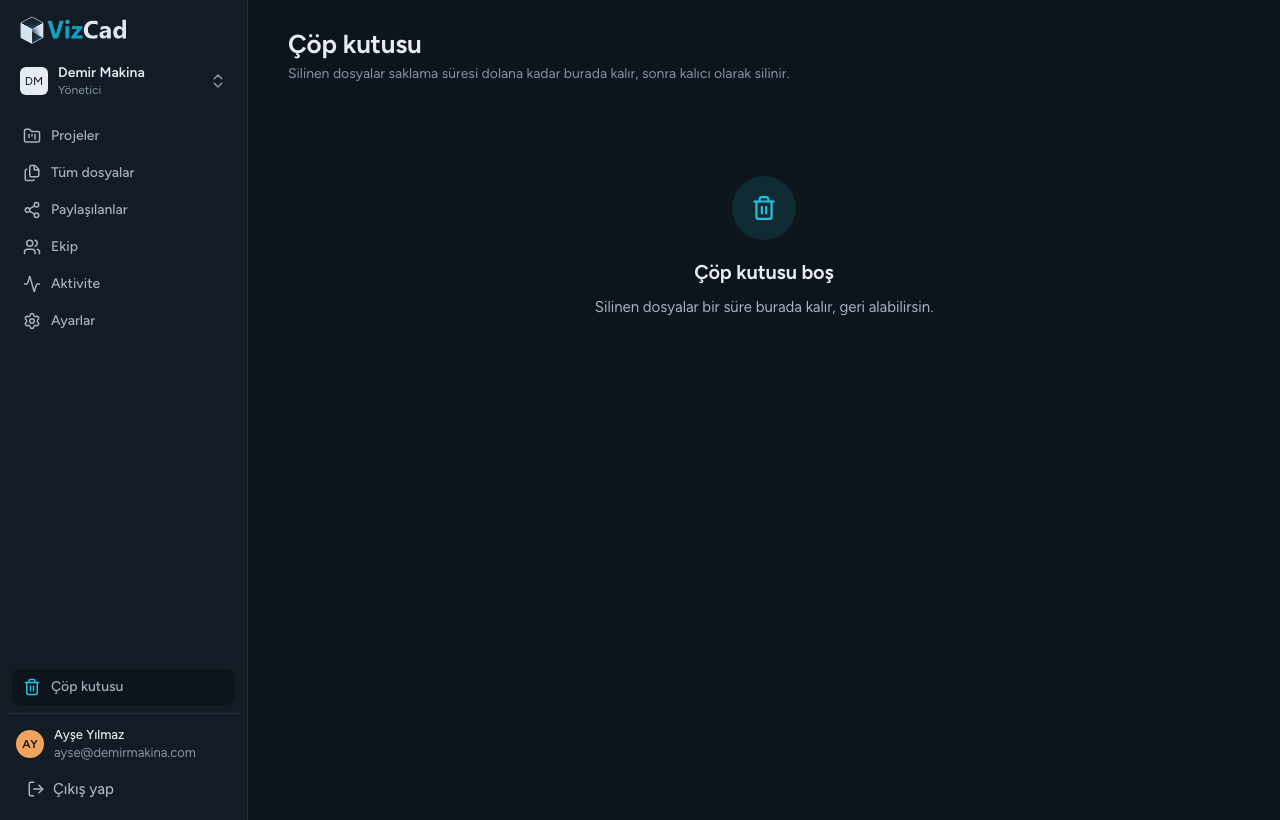 VizCad
DM
Demir Makina
Yönetici
Projeler
Tüm dosyalar
Paylaşılanlar
Ekip
Aktivite
Ayarlar
Çöp kutusu
AY
Ayşe Yılmaz
ayse@demirmakina.com
Çıkış yap
Çöp kutusu
Silinen dosyalar saklama süresi dolana kadar burada kalır, sonra kalıcı olarak silinir.
Çöp kutusu boş
Silinen dosyalar bir süre burada kalır, geri alabilirsin.